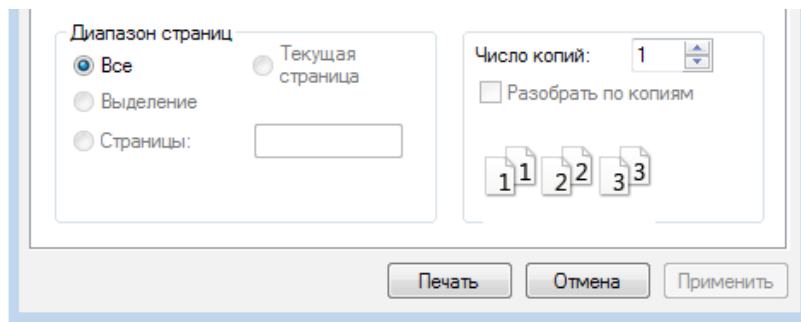 Диапазон страниц
Все
Текущая
страница
Выделение
Страницы:
Число копий: 1
Разобрать по копиям
1 1 2 2 3 3
Печать Отмена Применить